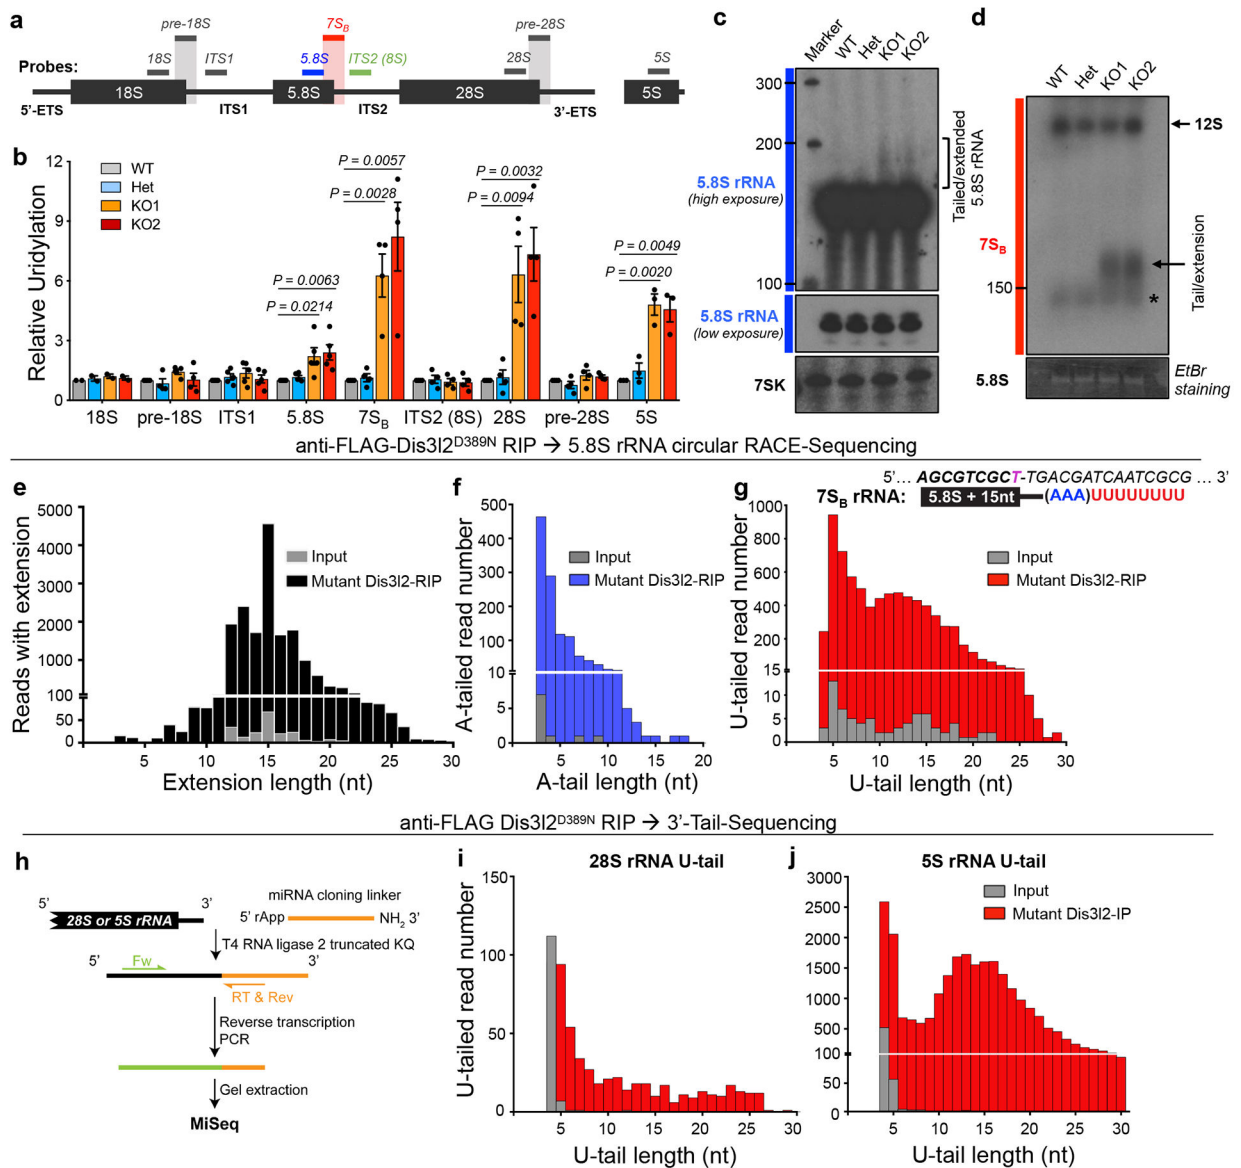 a
pre-18S
7SB
pre-28S
Probes:
18S
ITS1
5.8S
ITS2 (8S)
28S
5S
18S
5.8S
28S
5S
5'-ETS
ITS1
ITS2
3'-ETS
b
Relative Uridylation
12
9
6
3
0
WT
Het
KO1
KO2
P = 0.0057
P = 0.0028
P = 0.0032
P = 0.0094
P = 0.0063
P = 0.0214
P = 0.0049
P = 0.0020
18S
pre-18S
ITS1
5.8S
7SB
ITS2 (8S)
28S
pre-28S
5S
c
Marker
WT
Het
KO1
KO2
300
200
100
5.8S rRNA
(high exposure)
Tailed/extended
5.8S rRNA
5.8S rRNA
(low exposure)
7SK
d
WT
Het
KO1
KO2
12S
7SB
150
*
Tail/extension
5.8S
EtBr
staining
anti-FLAG-Dis3l2D389N RIP → 5.8S rRNA circular RACE-Sequencing
e
Reads with extension
5000
4000
3000
2000
1000
100
50
0
Input
Mutant Dis3l2-RIP
5
10
15
20
25
30
Extension length (nt)
f
A-tailed read number
500
400
300
200
100
10
5
0
Input
Mutant Dis3l2-RIP
5
10
15
20
A-tail length (nt)
g
5' ... AGCGTCGCT-TGACGATCAATCGCG ... 3'
7SB rRNA:
5.8S + 15nt
(AAA)UUUUUUUU
U-tailed read number
1000
800
600
400
200
15
10
5
0
Input
Mutant Dis3l2-RIP
5
10
15
20
25
30
U-tail length (nt)
anti-FLAG Dis3l2D389N RIP → 3'-Tail-Sequencing
h
5'
3'
28S or 5S rRNA
miRNA cloning linker
5' rApp
NH2 3'
T4 RNA ligase 2 truncated KQ
5'
Fw
3'
RT & Rev
Reverse transcription
PCR
Gel extraction
MiSeq
i
28S rRNA U-tail
U-tailed read number
150
100
50
0
5
10
15
20
25
30
U-tail length (nt)
j
5S rRNA U-tail
3000
2500
2000
1500
1000
500
100
50
0
Input
Mutant Dis3l2-IP
5
10
15
20
25
30
U-tail length (nt)